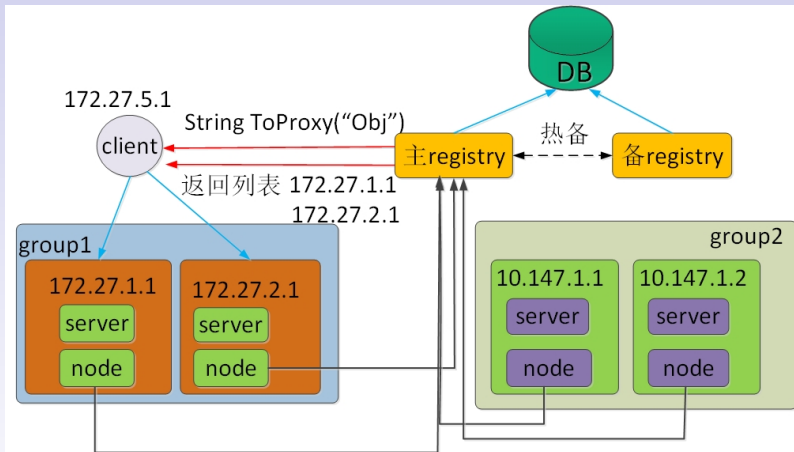 DB
172.27.5.1
String ToProxy(“Obj”)
热备
client
主registry
备registry
返回列表 172.27.1.1
172.27.2.1
group1
group2
172.27.1.1
172.27.2.1
10.147.1.1
10.147.1.2
server
server
server
server
node
node
node
node